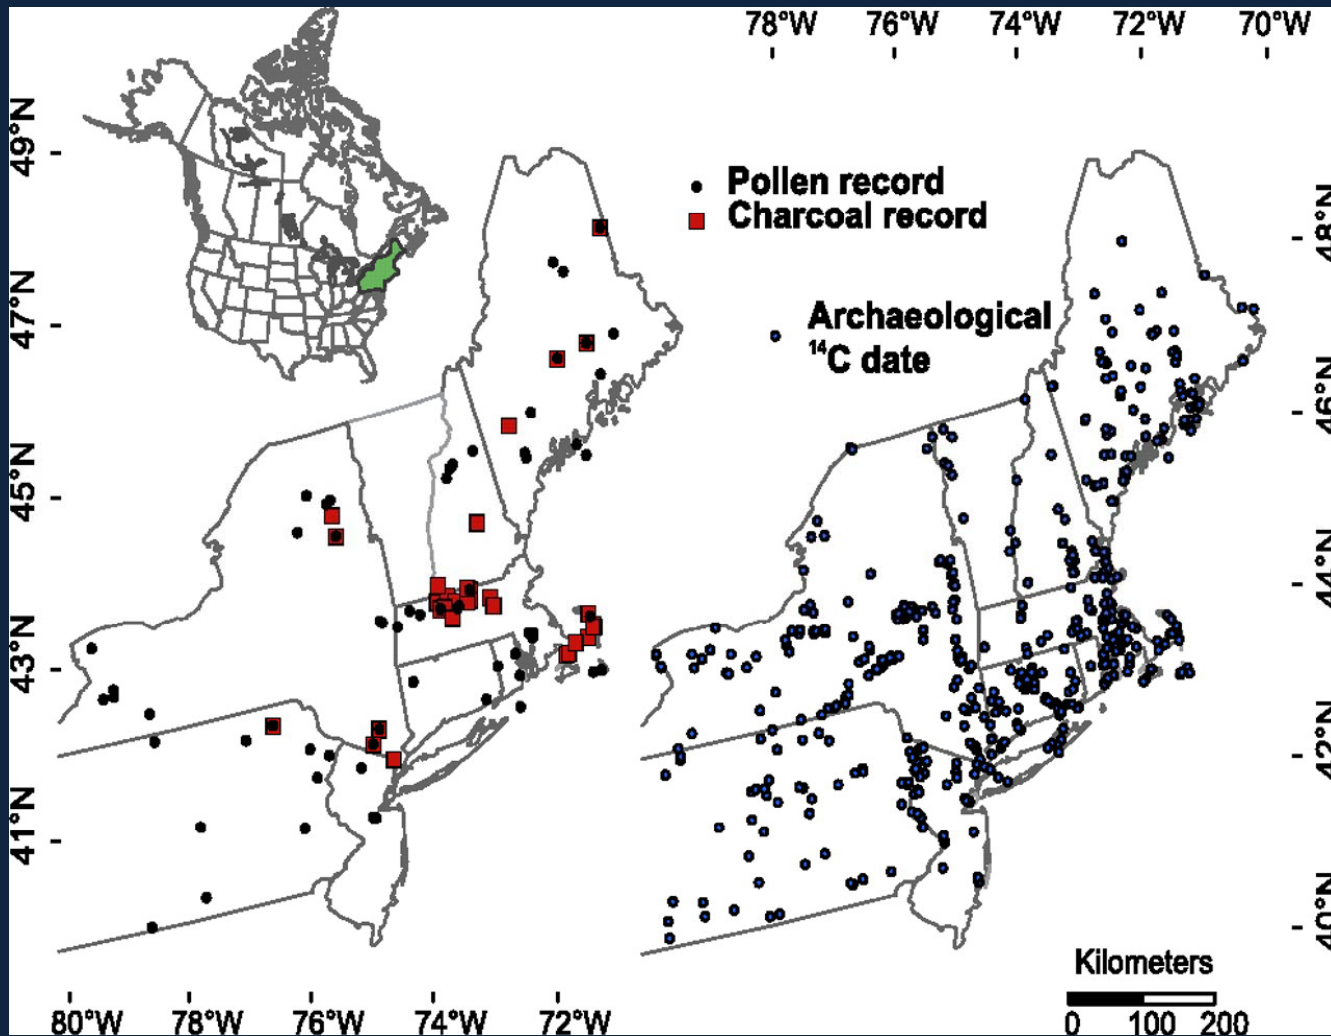 78°W 76°W 74°W 72°W 70°W
49°N
47°N
45°N
43°N
41°N
Pollen record
Charcoal record
Archaeological
¹⁴C date
48°N
46°N
44°N
42°N
40°N
Kilometers
0 100 200
80°W 78°W 76°W 74°W 72°W